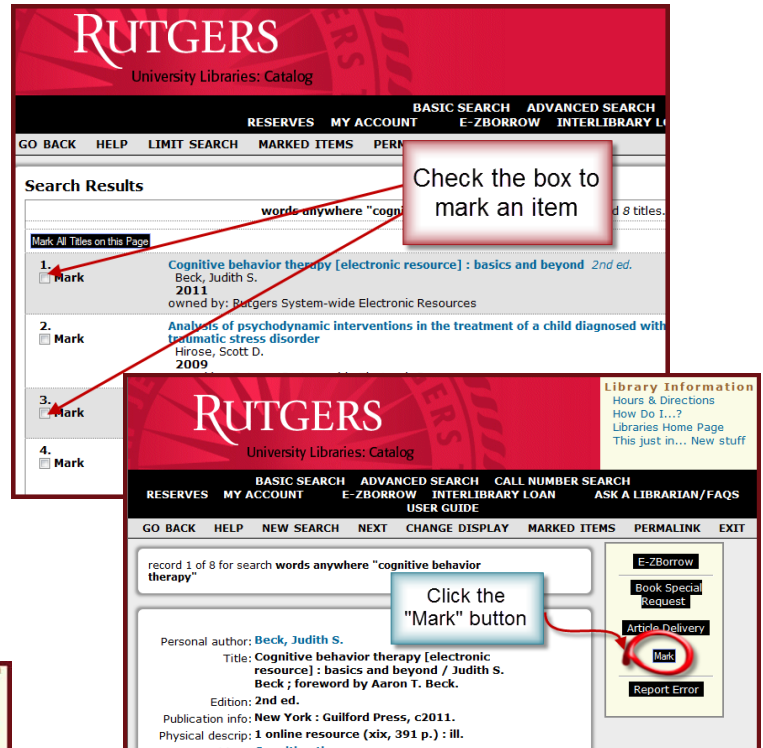 RUTGERS
University Libraries: Catalog
BASIC SEARCH ADVANCED SEARCH
RESERVES MY ACCOUNT E-ZBORROW INTERLIBRARY
GO BACK HELP LIMIT SEARCH MARKED ITEMS
Check the box to
mark an item
Search Results
words anywhere "cogni
d 8 titles.
Mark All Titles on this Page
1.
Mark
Cognitive behavior therapy [electronic resource] : basics and beyond 2nd ed.
Beck, Judith S.
2011
owned by: Rutgers System-wide Electronic Resources
2.
Mark
Analysis of psychodynamic interventions in the treatment of a child diagnosed with
traumatic stress disorder
Hirose, Scott D.
2009
3.
Mark
4.
Mark
RUTGERS
University Libraries: Catalog
Library Information
Hours & Directions
How Do I...?
Libraries Home Page
This just in... New stuff
BASIC SEARCH ADVANCED SEARCH CALL NUMBER SEARCH
RESERVES MY ACCOUNT E-ZBORROW INTERLIBRARY LOAN ASK A LIBRARIAN/FAQS
USER GUIDE
GO BACK HELP NEW SEARCH NEXT CHANGE DISPLAY MARKED ITEMS PERMALINK EXIT
record 1 of 8 for search words anywhere "cognitive behavior
therapy"
Click the
"Mark" button
E-ZBorrow
Book Special
Request
Article Delivery
Mark
Report Error
Personal author: Beck, Judith S.
Title: Cognitive behavior therapy [electronic
resource] : basics and beyond / Judith S.
Beck ; foreword by Aaron T. Beck.
Edition: 2nd ed.
Publication info: New York : Guilford Press, c2011.
Physical descrip: 1 online resource (xix, 391 p.) : ill.